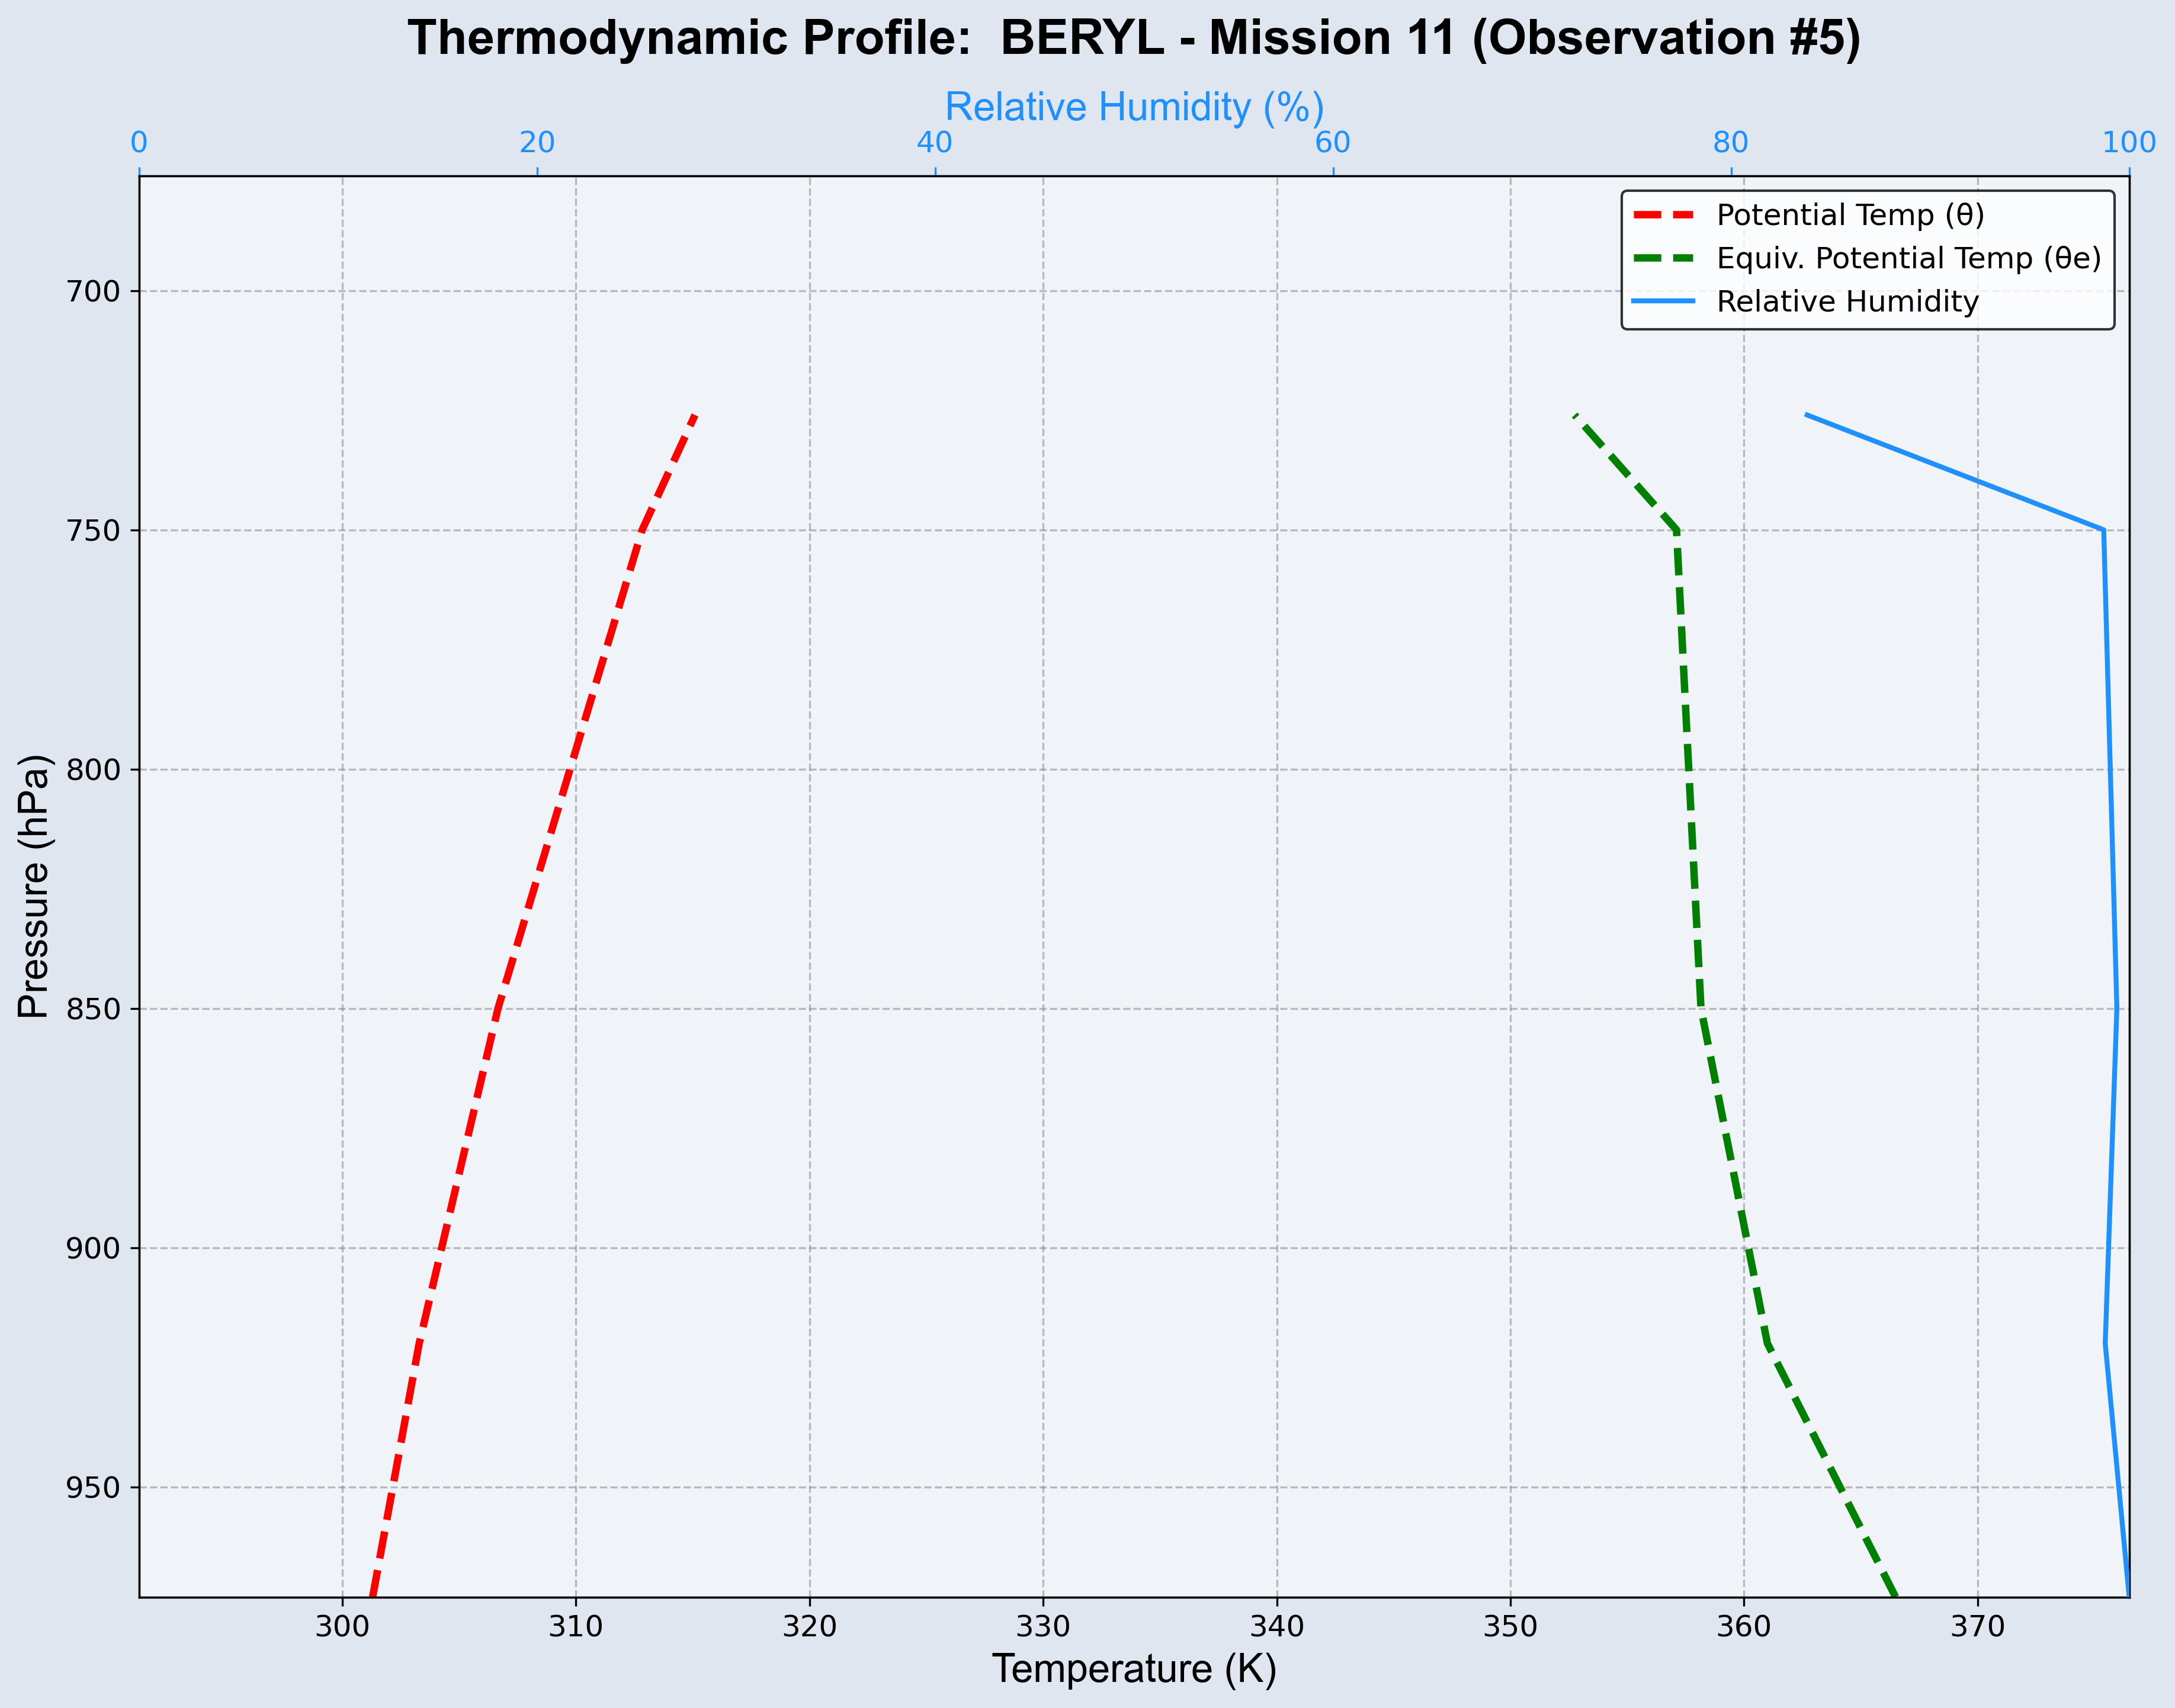 Thermodynamic Profile:  BERYL - Mission 11 (Observation #5)
Relative Humidity (%)
0 20 40 60 80 100
Potential Temp (θ)
Equiv. Potential Temp (θe)
Relative Humidity
700
750
800
850
900
950
Pressure (hPa)
300 310 320 330 340 350 360 370
Temperature (K)